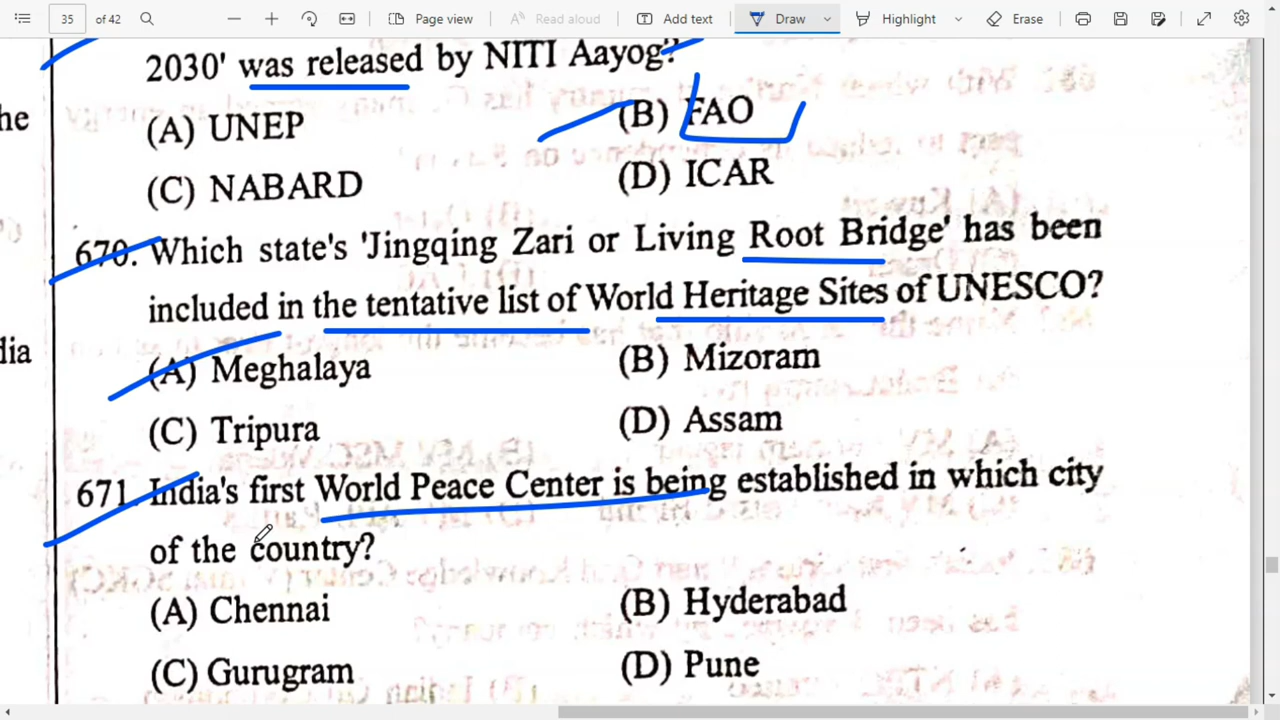 35 of 42 Page view Read aloud Add text Draw Highlight Erase
2030' was released by NITI Aayog?
he
(A) UNEP (B) FAO
(C) NABARD (D) ICAR
670. Which state's 'Jingqing Zari or Living Root Bridge' has been
included in the tentative list of World Heritage Sites of UNESCO?
dia
(A) Meghalaya (B) Mizoram
(C) Tripura (D) Assam
671. India's first World Peace Center is being established in which city
of the country?
(A) Chennai (B) Hyderabad
(C) Gurugram (D) Pune